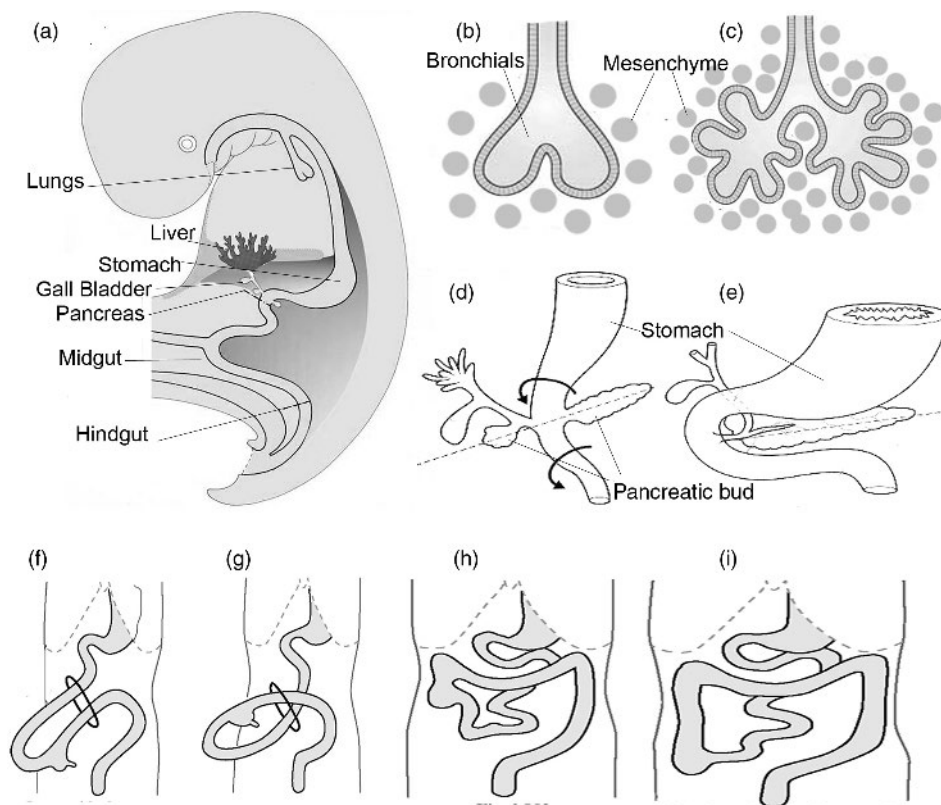 (a)
Lungs
Liver
Stomach
Gall Bladder
Pancreas
Midgut
Hindgut
(b)
Bronchials
Mesenchyme
(c)
(d)
Stomach
(e)
Pancreatic bud
(f)
(g)
(h)
(i)